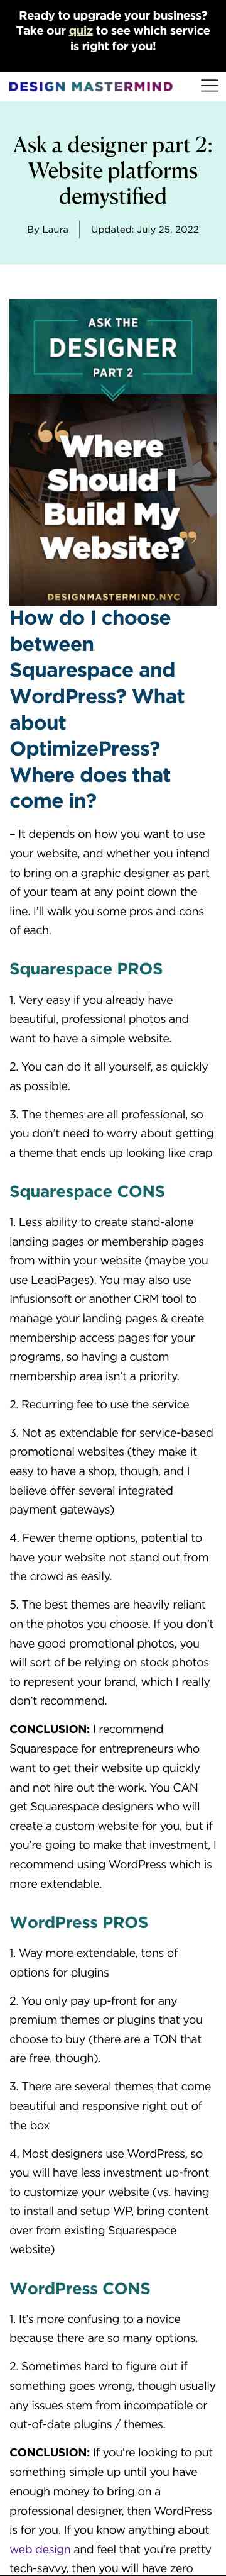 Ready to upgrade your business?
Take our quiz to see which service
is right for you!
DESIGN MASTERMIND
Ask a designer part 2:
Website platforms
demystified
By Laura
Updated: July 25, 2022
ASK THE
DESIGNER
PART 2
“Where
Should I
Build My
Website?”
DESIGNMASTERMIND.NYC
How do I choose
between
Squarespace and
WordPress? What
about
OptimizePress?
Where does that
come in?
– It depends on how you want to use
your website, and whether you intend
to bring on a graphic designer as part
of your team at any point down the
line. I’ll walk you some pros and cons
of each.
Squarespace PROS
1. Very easy if you already have
beautiful, professional photos and
want to have a simple website.
2. You can do it all yourself, as quickly
as possible.
3. The themes are all professional, so
you don’t need to worry about getting
a theme that ends up looking like crap
Squarespace CONS
1. Less ability to create stand-alone
landing pages or membership pages
from within your website (maybe you
use LeadPages). You may also use
Infusionsoft or another CRM tool to
manage your landing pages & create
membership access pages for your
programs, so having a custom
membership area isn’t a priority.
2. Recurring fee to use the service
3. Not as extendable for service-based
promotional websites (they make it
easy to have a shop, though, and I
believe offer several integrated
payment gateways)
4. Fewer theme options, potential to
have your website not stand out from
the crowd as easily.
5. The best themes are heavily reliant
on the photos you choose. If you don’t
have good promotional photos, you
will sort of be relying on stock photos
to represent your brand, which I really
don’t recommend.
CONCLUSION: I recommend
Squarespace for entrepreneurs who
want to get their website up quickly
and not hire out the work. You CAN
get Squarespace designers who will
create a custom website for you, but if
you’re going to make that investment, I
recommend using WordPress which is
more extendable.
WordPress PROS
1. Way more extendable, tons of
options for plugins
2. You only pay up-front for any
premium themes or plugins that you
choose to buy (there are a TON that
are free, though).
3. There are several themes that come
beautiful and responsive right out of
the box
4. Most designers use WordPress, so
you will have less investment up-front
to customize your website (vs. having
to install and setup WP, bring content
over from existing Squarespace
website)
WordPress CONS
1. It’s more confusing to a novice
because there are so many options.
2. Sometimes hard to figure out if
something goes wrong, though usually
any issues stem from incompatible or
out-of-date plugins / themes.
CONCLUSION: If you’re looking to put
something simple up until you have
enough money to bring on a
professional designer, then WordPress
is for you. If you know anything about
web design and feel that you’re pretty
tech-savvy, then you will have zero